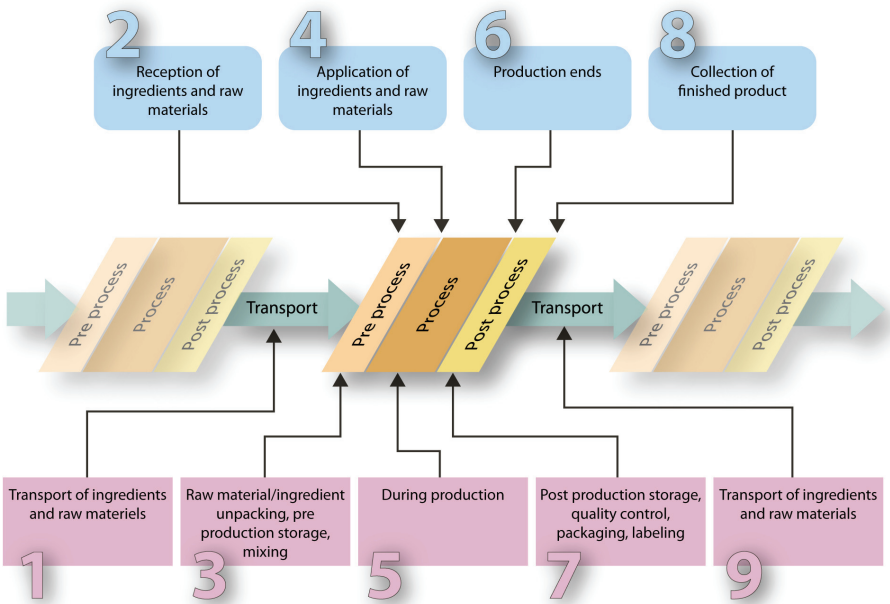 2
Reception of
ingredients and raw
materials
4
Application of
ingredients and raw
materials
6
Production ends
8
Collection of
finished product
Pre process
Process
Post process
Transport
Pre process
Process
Post process
Transport
Pre process
Process
Post process
Transport of ingredients
and raw materiels
1
Raw material/ingredient
unpacking, pre
production storage,
mixing
3
During production
5
Post production storage,
quality control,
packaging, labeling
7
Transport of ingredients
and raw materials
9